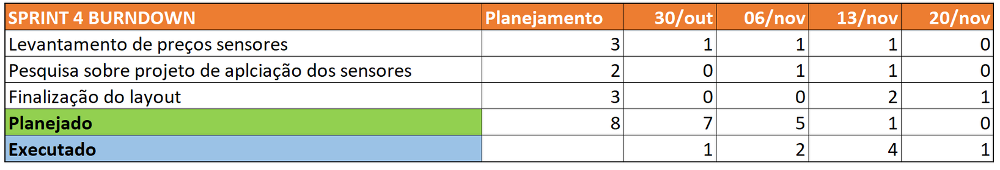 SPRINT 4 BURNDOWN Planejamento 30/out 06/nov 13/nov 20/nov
Levantamento de preços sensores 3 1 1 1 0
Pesquisa sobre projeto de aplciação dos sensores 2 0 1 1 0
Finalização do layout 3 0 0 2 1
Planejado 8 7 5 1 0
Executado 1 2 4 1